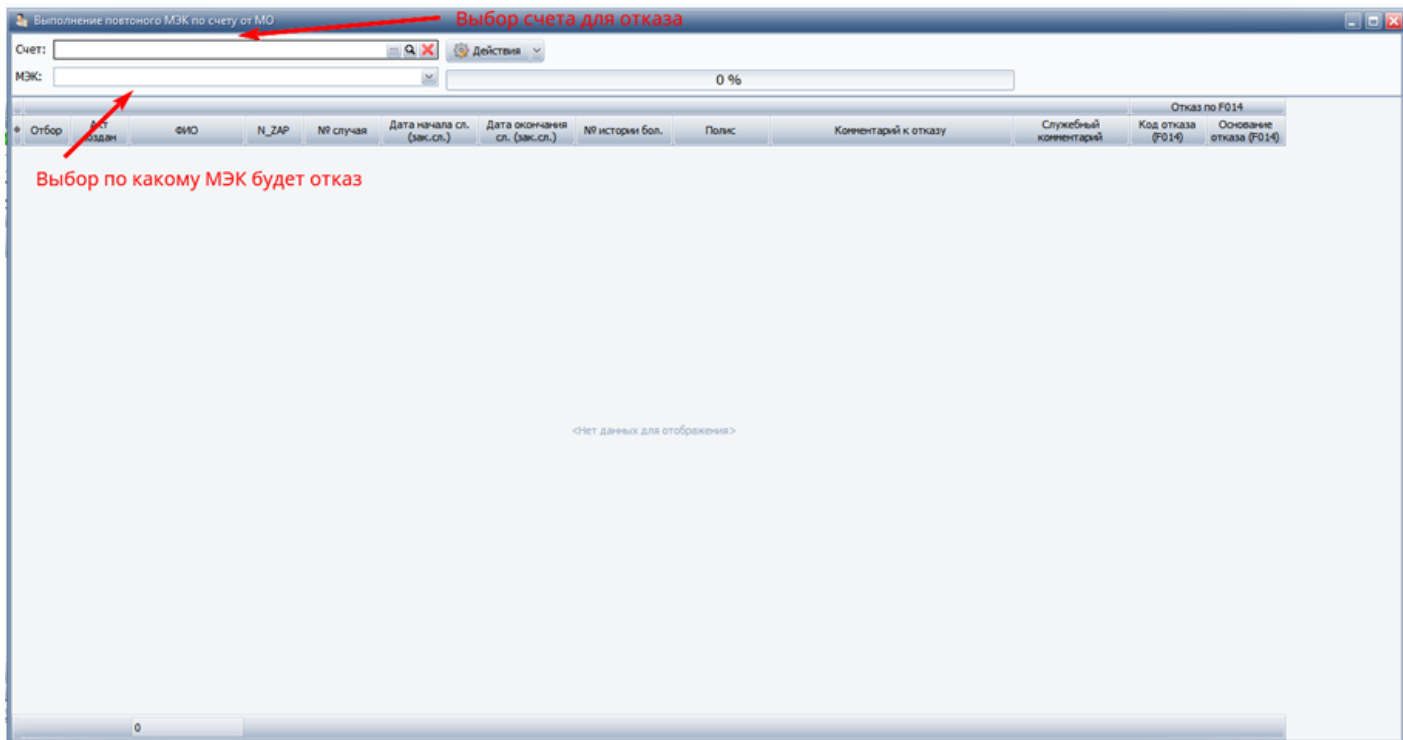 Выполнение повтоного МЭК по счету от МО
Выбор счета для отказа
Счет:
Действия
МЭК:
0 %
Отказ по F014
Отбор
ФИО
N_ZAP
№ случая
Дата начала сл. (зак.сл.)
Дата окончания сл. (зак.сл.)
№ истории бол.
Полис
Комментарий к отказу
Служебный комментарий
Код отказа (F014)
Основание отказа (F014)
Выбор по какому МЭК будет отказ
<Нет данных для отображения>
0